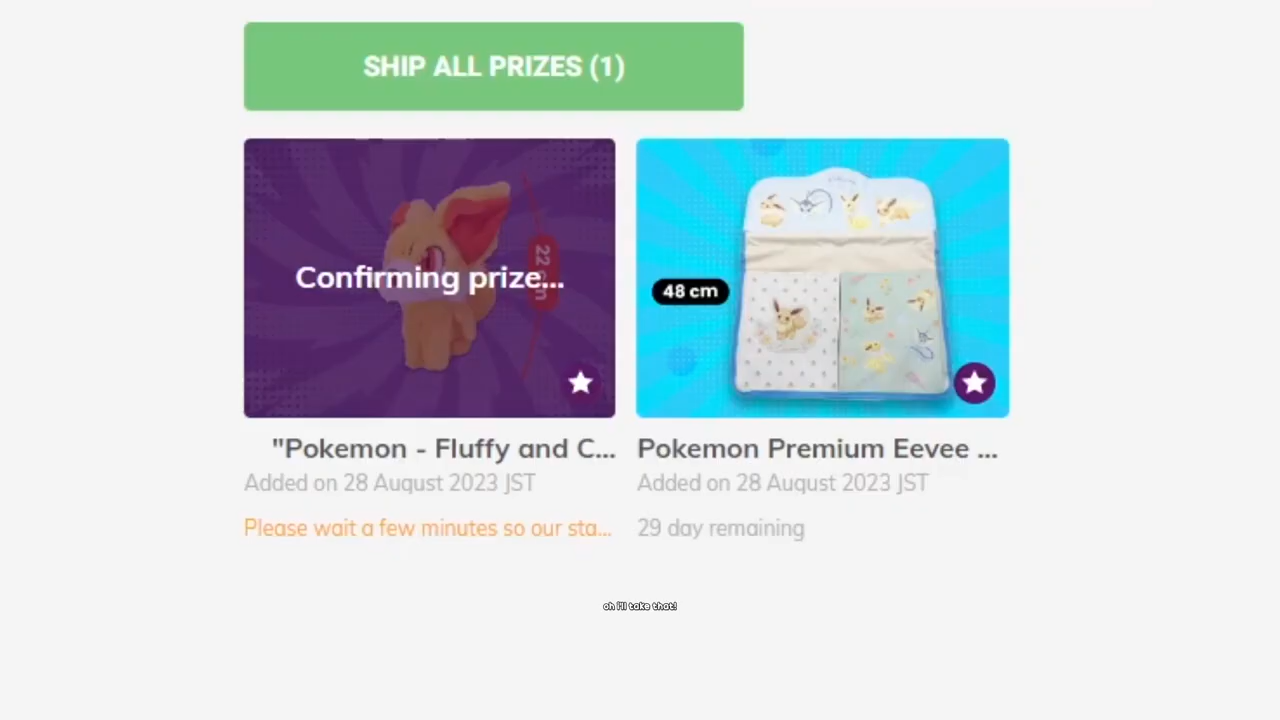 SHIP ALL PRIZES (1)
Confirming prize...
22 cm
48 cm
"Pokemon - Fluffy and C...
Pokemon Premium Eevee ...
Added on 28 August 2023 JST
Added on 28 August 2023 JST
Please wait a few minutes so our sta...
29 day remaining
oh i'll take that!